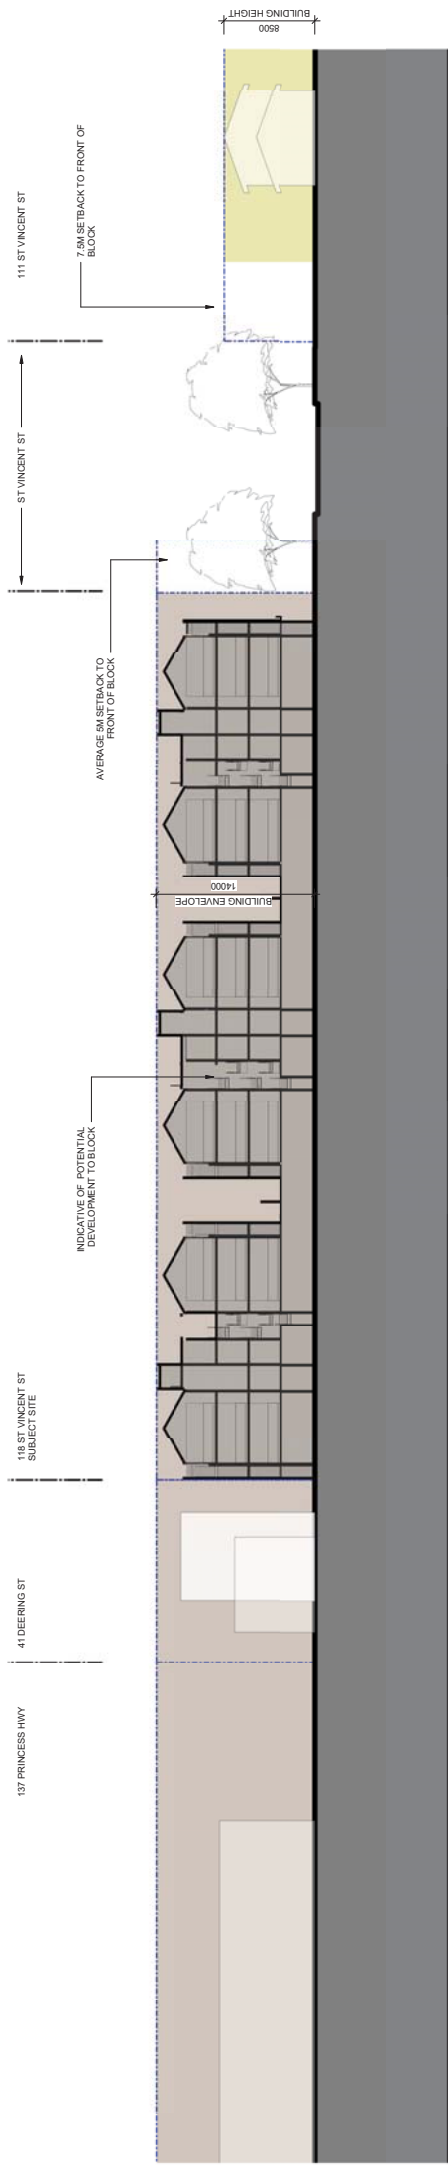 137 PRINCESS HWY
41 DEERING ST
118 ST VINCENT ST
SUBJECT SITE
INDICATIVE OF POTENTIAL
DEVELOPMENT TO BLOCK
BUILDING ENVELOPE
14000
AVERAGE 5M SETBACK TO
FRONT OF BLOCK
ST VINCENT ST
111 ST VINCENT ST
7.5M SETBACK TO FRONT OF
BLOCK
BUILDING HEIGHT
8500